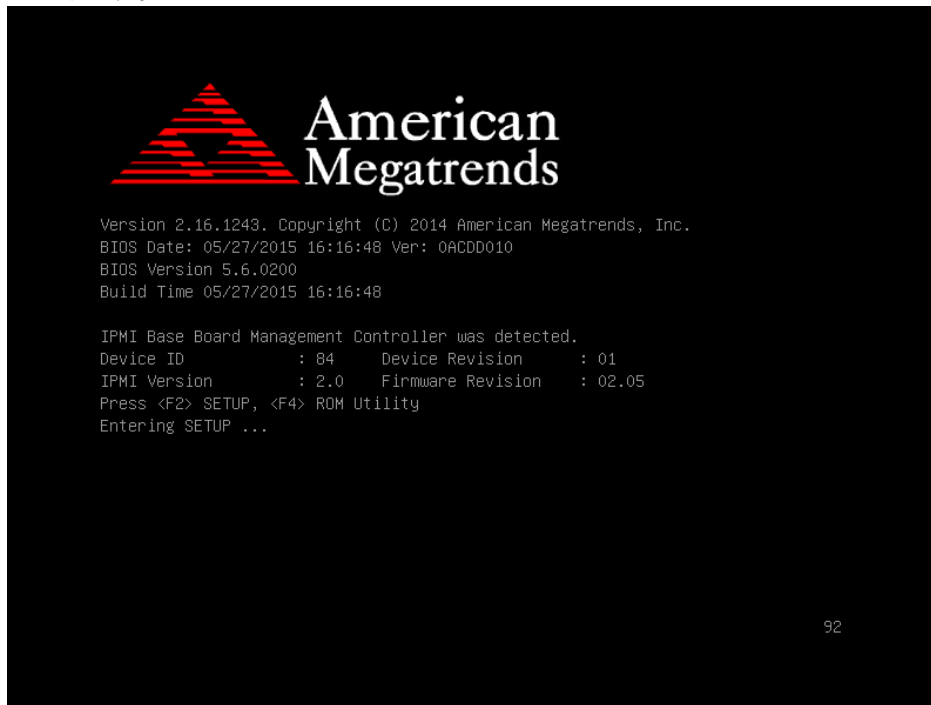 American
Megatrends
Version 2.16.1243. Copyright (C) 2014 American Megatrends, Inc.
BIOS Date: 05/27/2015 16:16:48 Ver: 0ACDD010
BIOS Version 5.6.0200
Build Time 05/27/2015 16:16:48
IPMI Base Board Management Controller was detected.
Device ID : 84 Device Revision : 01
IPMI Version : 2.0 Firmware Revision : 02.05
Press <F2> SETUP, <F4> ROM Utility
Entering SETUP ...
92